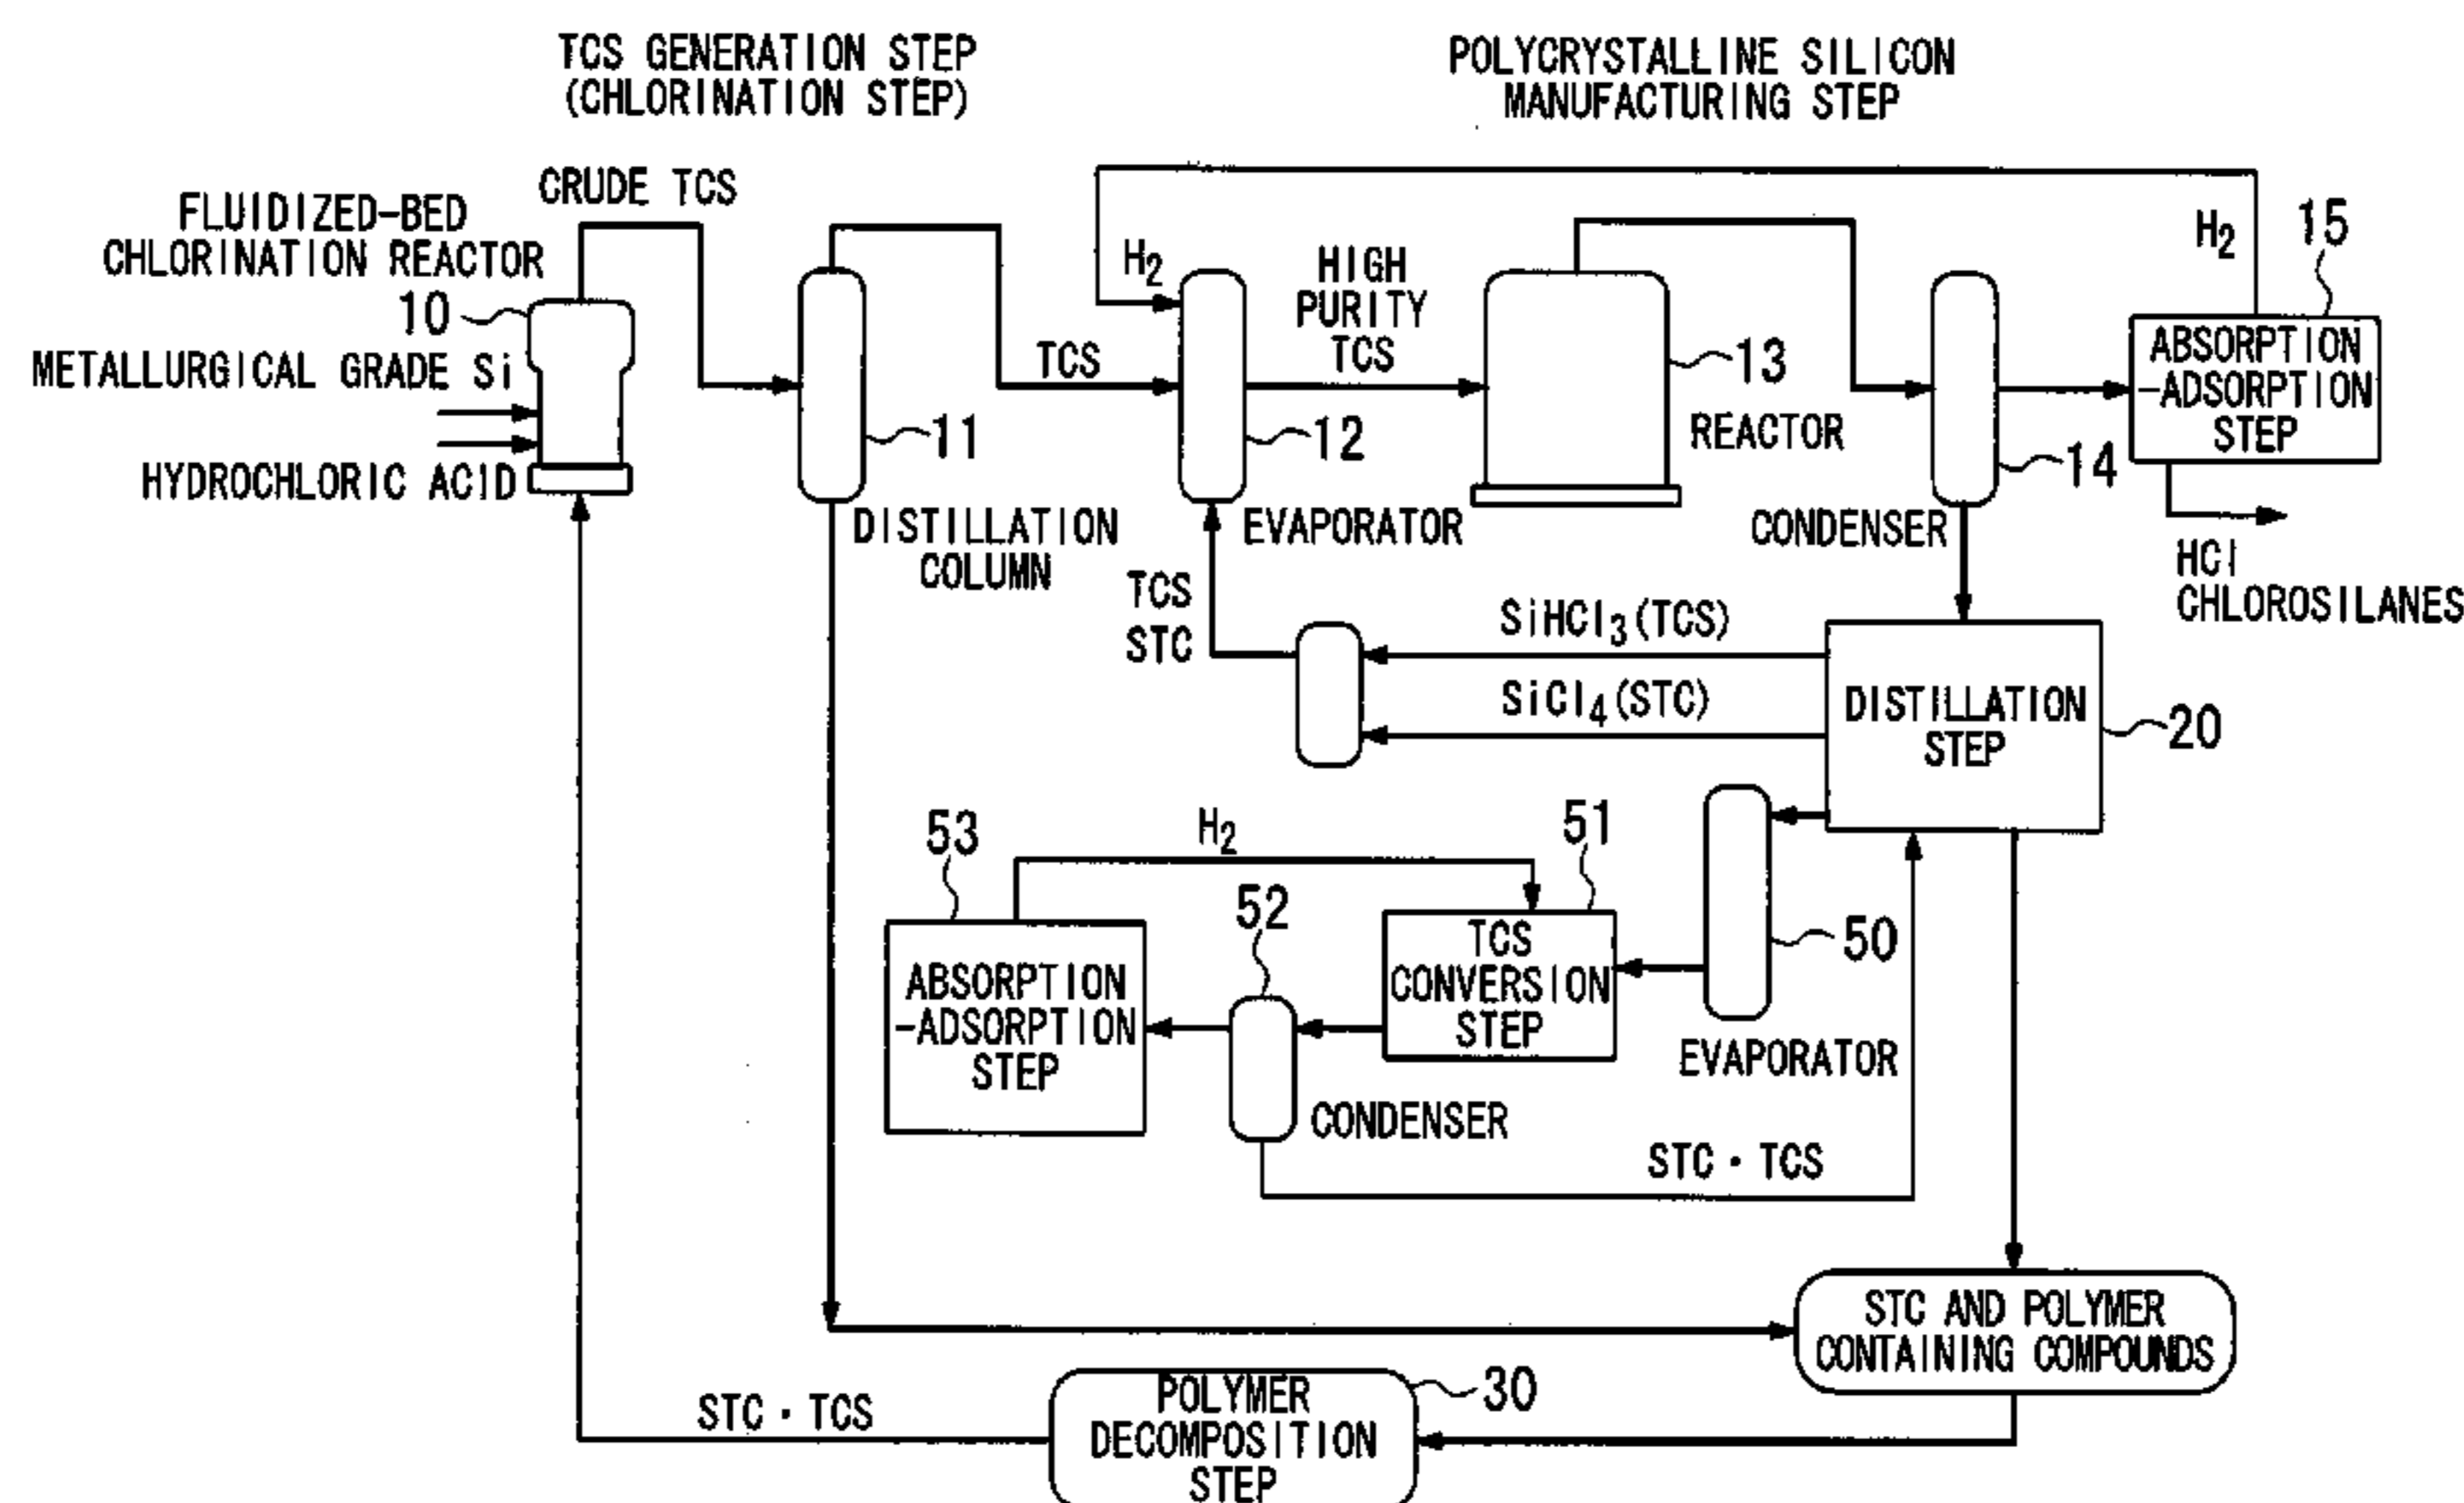 TCS GENERATION STEP
(CHLORINATION STEP)
POLYCRYSTALLINE SILICON
MANUFACTURING STEP
FLUIDIZED-BED
CHLORINATION REACTOR
10
CRUDE TCS
METALLURGICAL GRADE Si
HYDROCHLORIC ACID
11
DISTILLATION
COLUMN
TCS
H2
12
EVAPORATOR
HIGH
PURITY
TCS
13
REACTOR
14
CONDENSER
H2
15
ABSORPTION
-ADSORPTION
STEP
HCl
CHLOROSILANES
TCS
STC
SiHCl3(TCS)
SiCl4(STC)
DISTILLATION
STEP
20
53
H2
51
52
50
ABSORPTION
-ADSORPTION
STEP
TCS
CONVERSION
STEP
EVAPORATOR
CONDENSER
STC・TCS
STC AND POLYMER
CONTAINING COMPOUNDS
STC・TCS
POLYMER
DECOMPOSITION
STEP
30